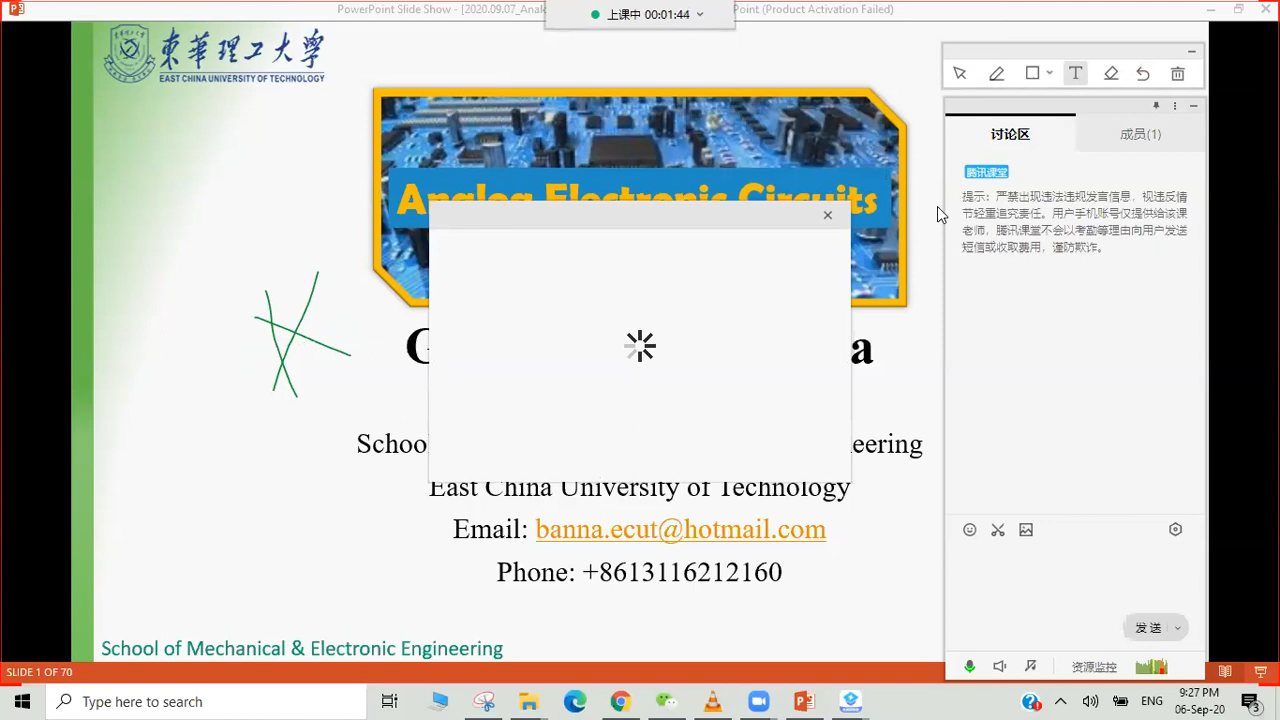 PowerPoint Slide Show - [2020.09.07_Anal
上课中 00:01:44
Point (Product Activation Failed)
東華理工大学
EAST CHINA UNIVERSITY OF TECHNOLOGY
Analog Electronic Circuits
G
a
Schoo
eering
East China University of Technology
Email: banna.ecut@hotmail.com
Phone: +8613116212160
School of Mechanical & Electronic Engineering
讨论区
成员(1)
腾讯课堂
提示：严禁出现违法违规发言信息，视违反情
节轻重追究责任。用户手机账号仅提供给该课
老师，腾讯课堂不会以考勤等理由向用户发送
短信或收取费用，谨防欺诈。
发送
资源监控
SLIDE 1 OF 70
Type here to search
ENG
9:27 PM
06-Sep-20
3